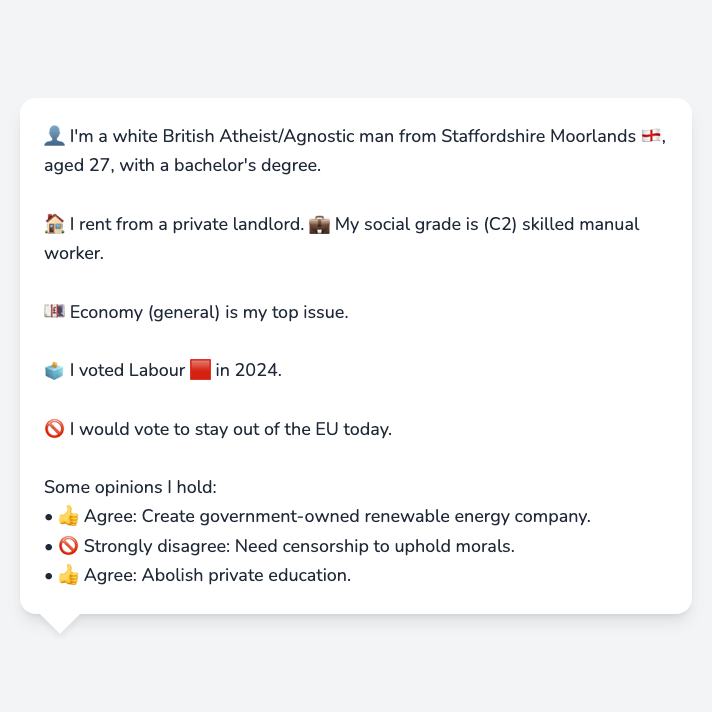 👤 I'm a white British Atheist/Agnostic man from Staffordshire Moorlands 🏴󠁧󠁢󠁥󠁮󠁧󠁿,
aged 27, with a bachelor's degree.
🏠 I rent from a private landlord. 💼 My social grade is (C2) skilled manual
worker.
💷 Economy (general) is my top issue.
🗳️ I voted Labour 🟥 in 2024.
🚫 I would vote to stay out of the EU today.
Some opinions I hold:
• 👍 Agree: Create government-owned renewable energy company.
• 🚫 Strongly disagree: Need censorship to uphold morals.
• 👍 Agree: Abolish private education.